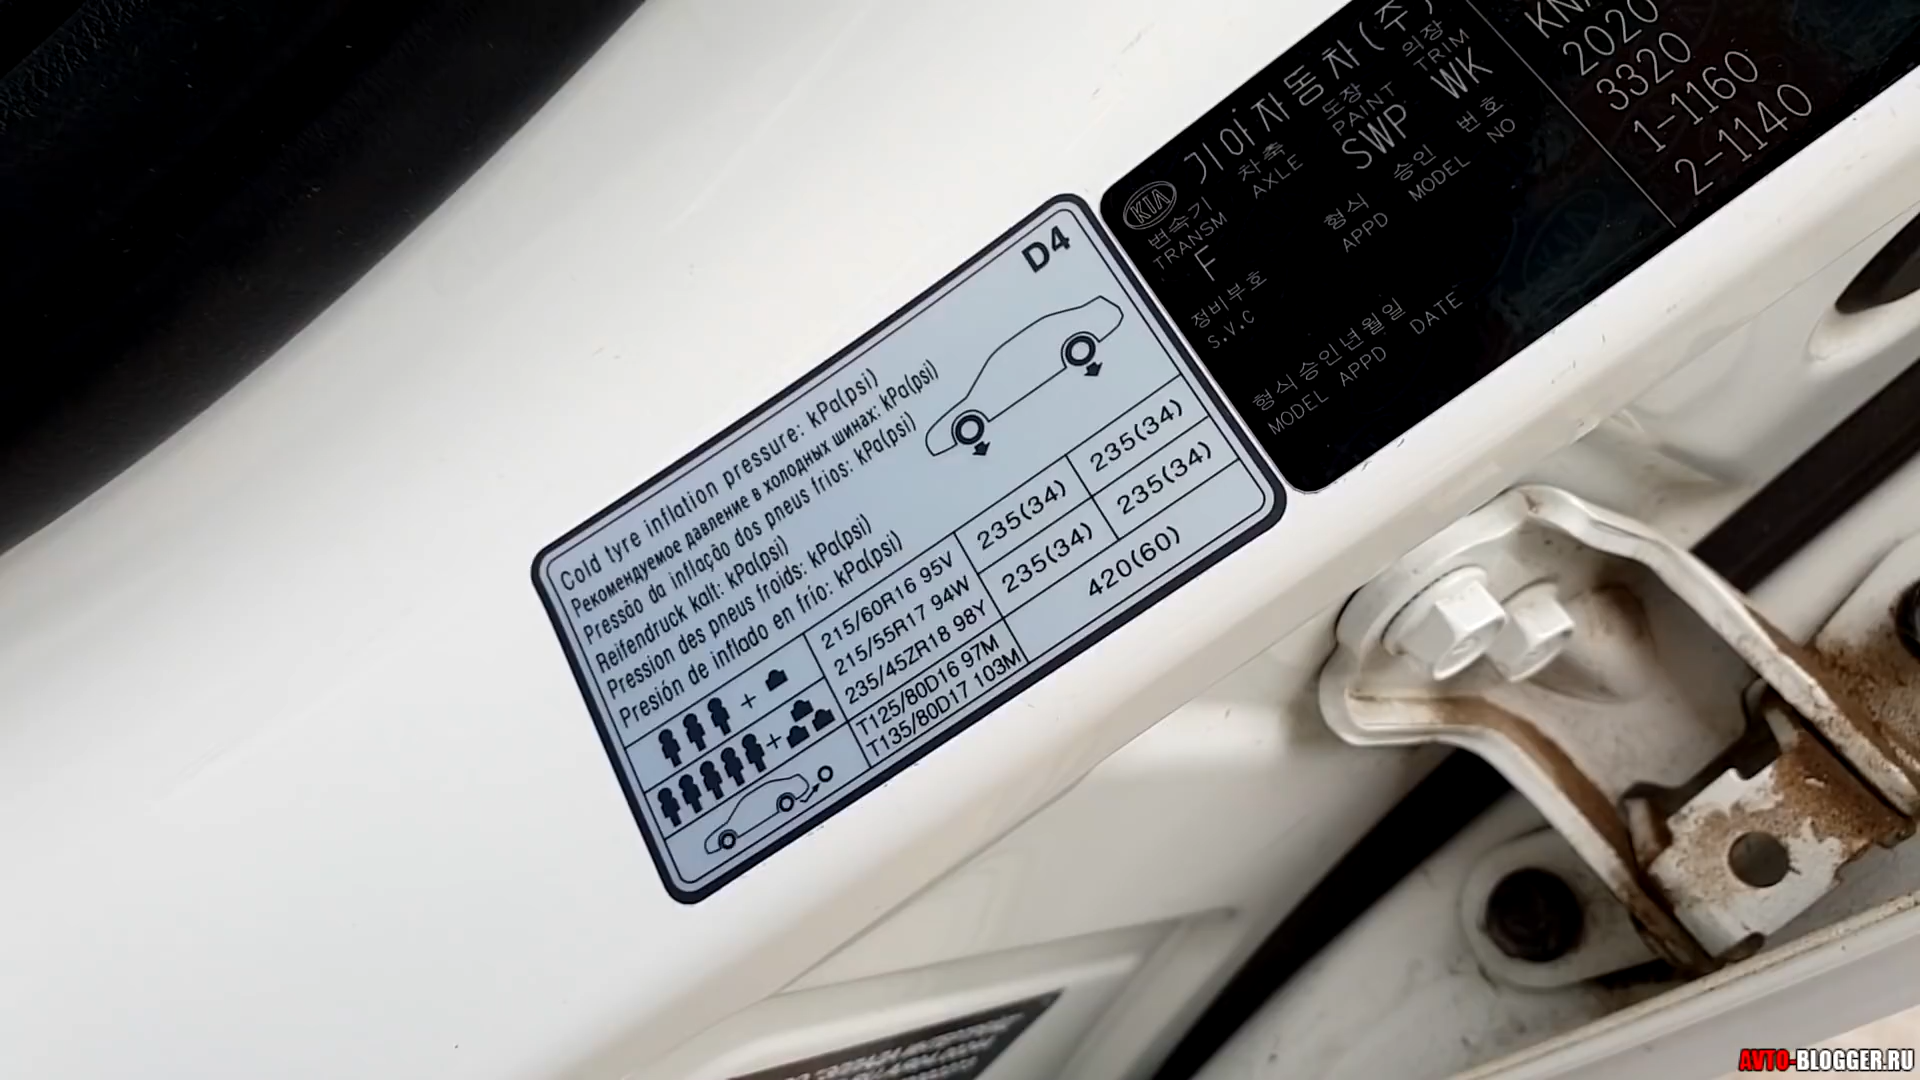 D4
Cold tyre inflation pressure: kPa(psi)
Рекомендуемое давление в холодных шинах: kPa(psi)
Pressão da inflação dos pneus frios: kPa(psi)
Reifendruck kalt: kPa(psi)
Pression des pneus froids: kPa(psi)
Presión de inflado en frío: kPa(psi)
+ 215/60R16 95V 235(34) 235(34)
215/55R17 94W
+ 235/45ZR18 98Y 235(34) 235(34)
T125/80D16 97M 420(60)
T135/80D17 103M
KIA 기아자동차(주)
변속기 차축 도장 의장
TRANSM AXLE PAINT TRIM
F SWP WK
정비부호 형식 승인 번호
S.V.C APPD MODEL NO
형식승인년월일
MODEL APPD DATE
2020
3320
1-1160
2-1140
AVTO-BLOGGER.RU